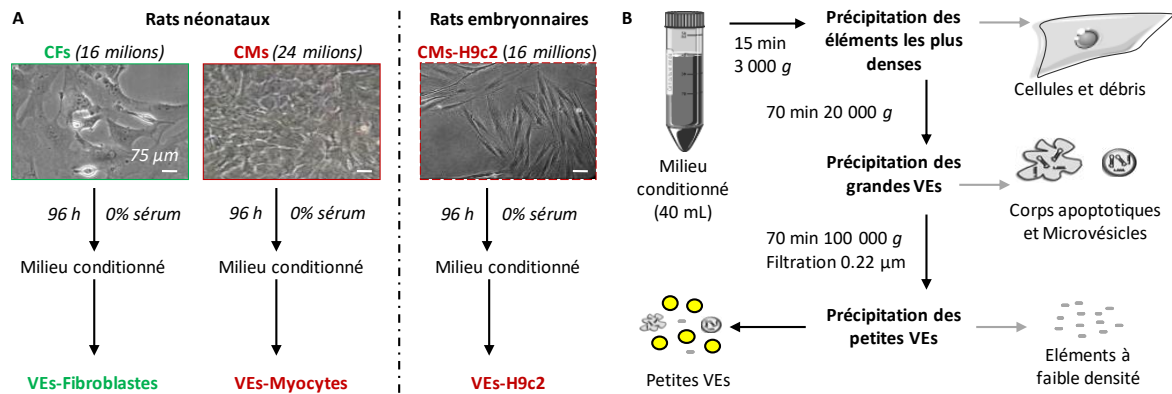 A
Rats néonataux
Rats embryonnaires
CFs (16 milions)
CMs (24 milions)
CMs-H9c2 (16 millions)
75 µm
96 h
0% sérum
96 h
0% sérum
96 h
0% sérum
Milieu conditionné
Milieu conditionné
Milieu conditionné
VEs-Fibroblastes
VEs-Myocytes
VEs-H9c2
B
15 min
3 000 g
Précipitation des
éléments les plus
denses
Cellules et débris
70 min 20 000 g
Milieu
conditionné
(40 mL)
Précipitation des
grandes VEs
Corps apoptotiques
et Microvésicles
70 min 100 000 g
Filtration 0.22 µm
Précipitation des
petites VEs
Petites VEs
Eléments à
faible densité